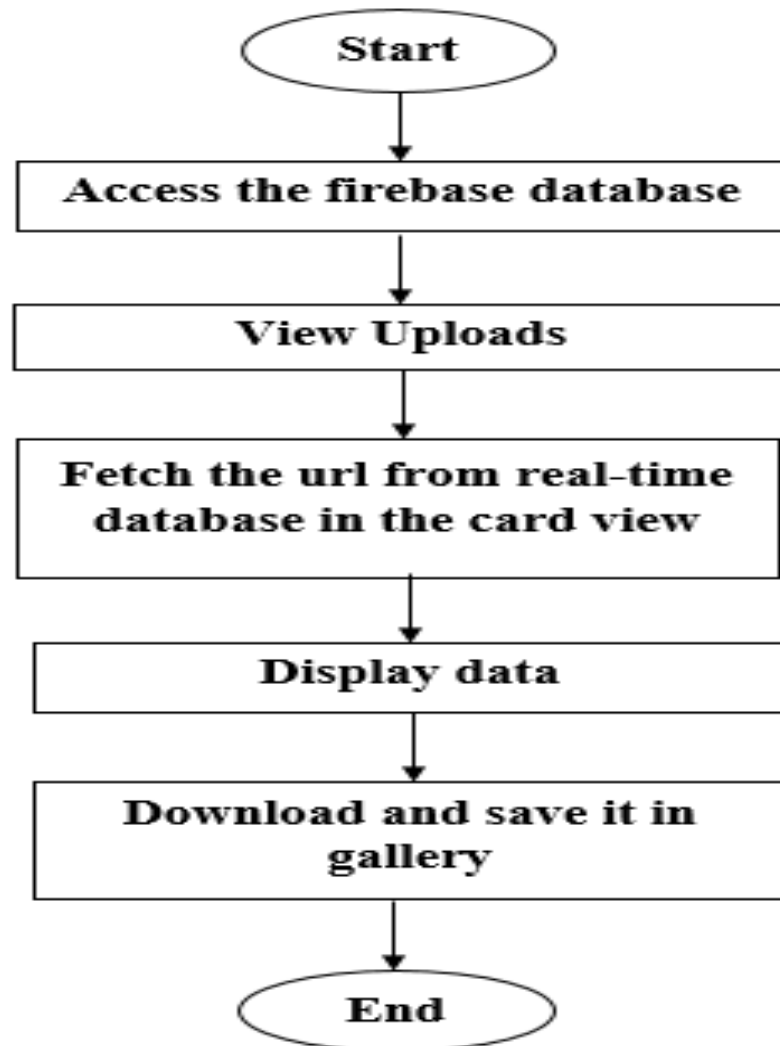 Start
Access the firebase database
View Uploads
Fetch the url from real-time
database in the card view
Display data
Download and save it in
gallery
End